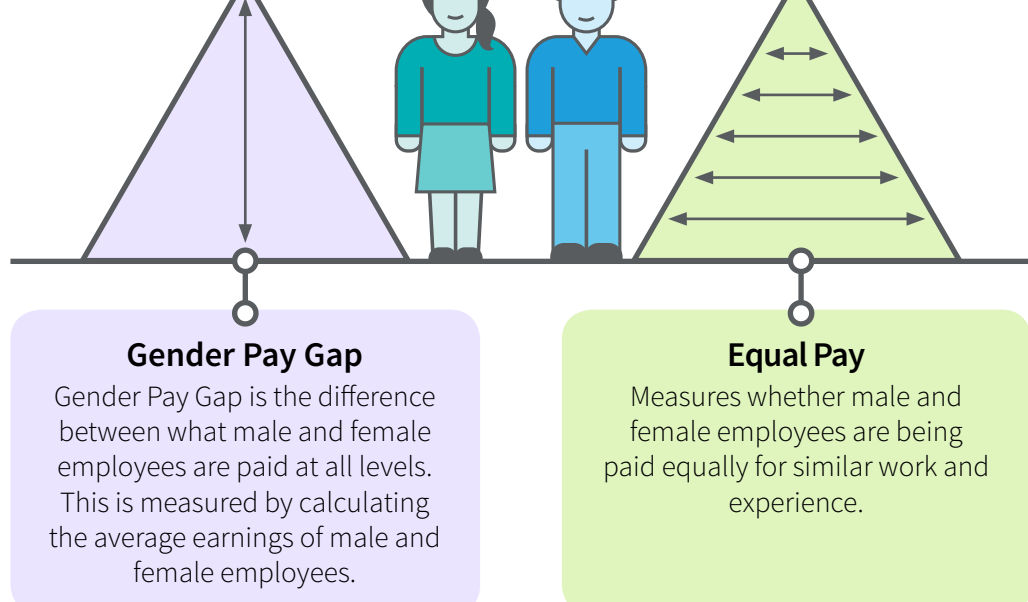 Gender Pay Gap
Gender Pay Gap is the difference
between what male and female
employees are paid at all levels.
This is measured by calculating
the average earnings of male and
female employees.
Equal Pay
Measures whether male and
female employees are being
paid equally for similar work and
experience.